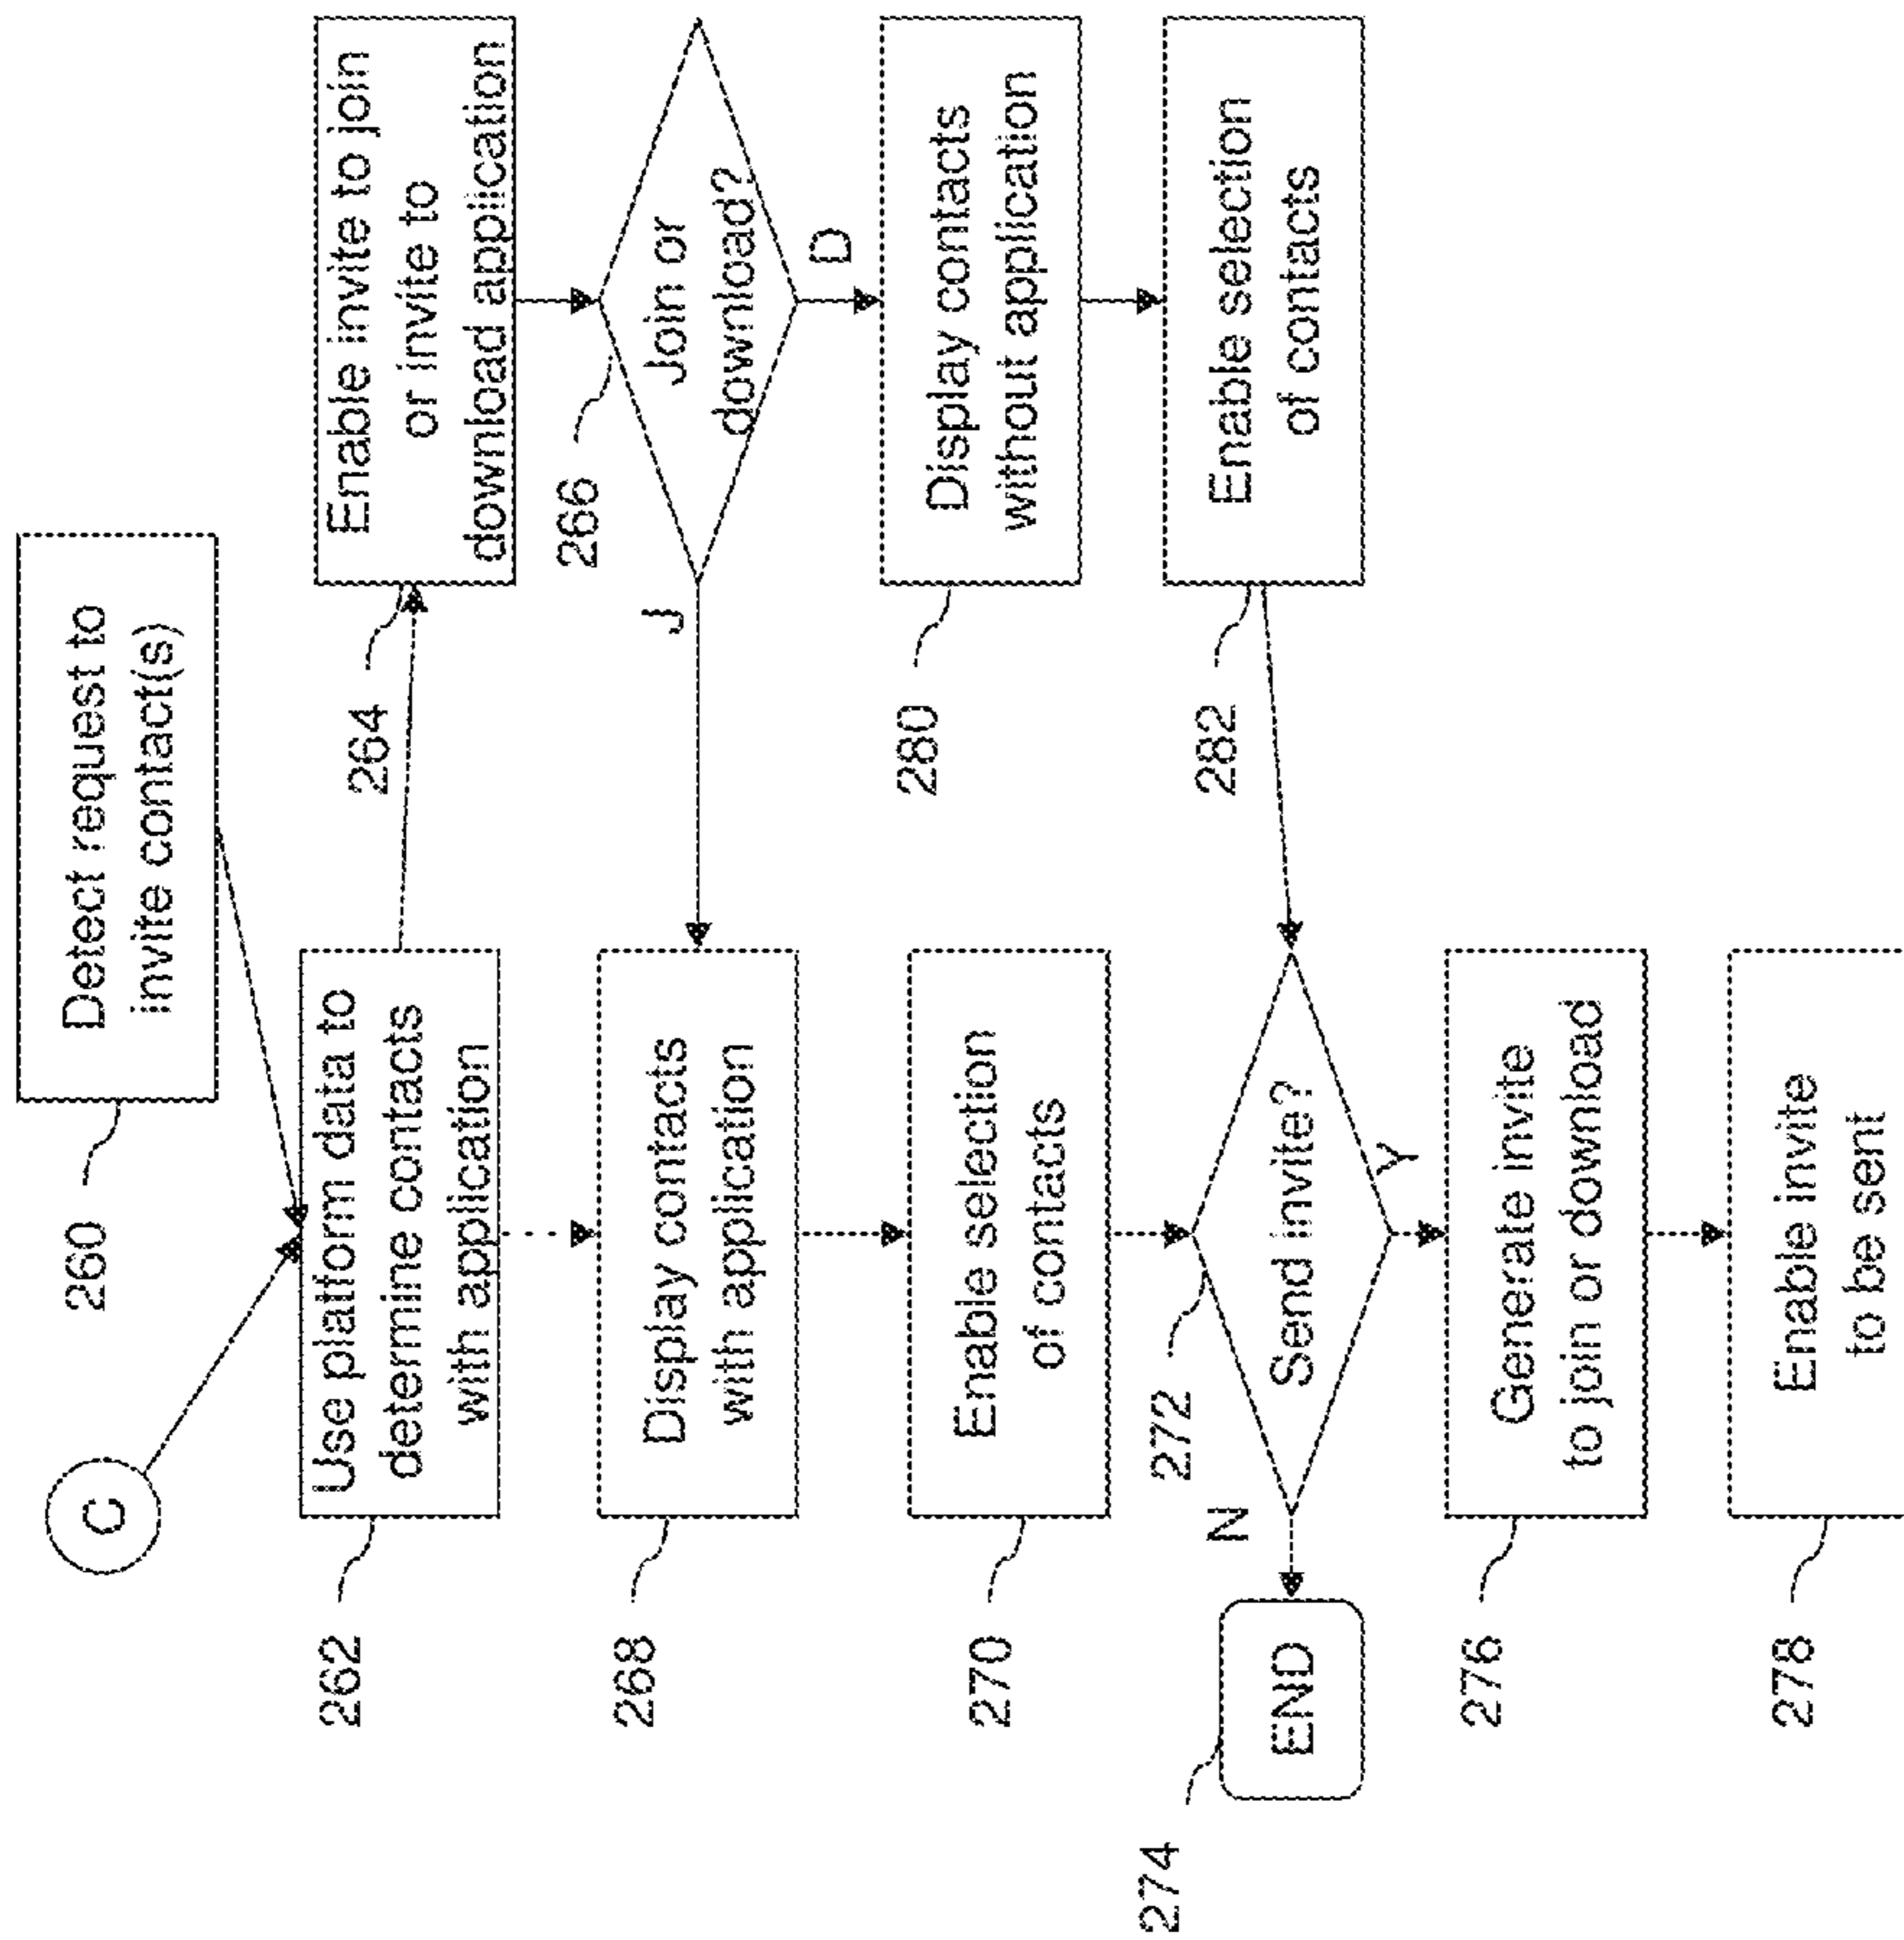 260
Detect request to
invite contact(s)
C
262
Use platform data to
determine contacts
with application
264
Enable invite to join
or invite to
download application
266
Join or
download?
J
D
268
Display contacts
with application
270
Enable selection
of contacts
280
Display contacts
without application
282
Enable selection
of contacts
272
Send invite?
N
Y
274
END
276
Generate invite
to join or download
278
Enable invite
to be sent